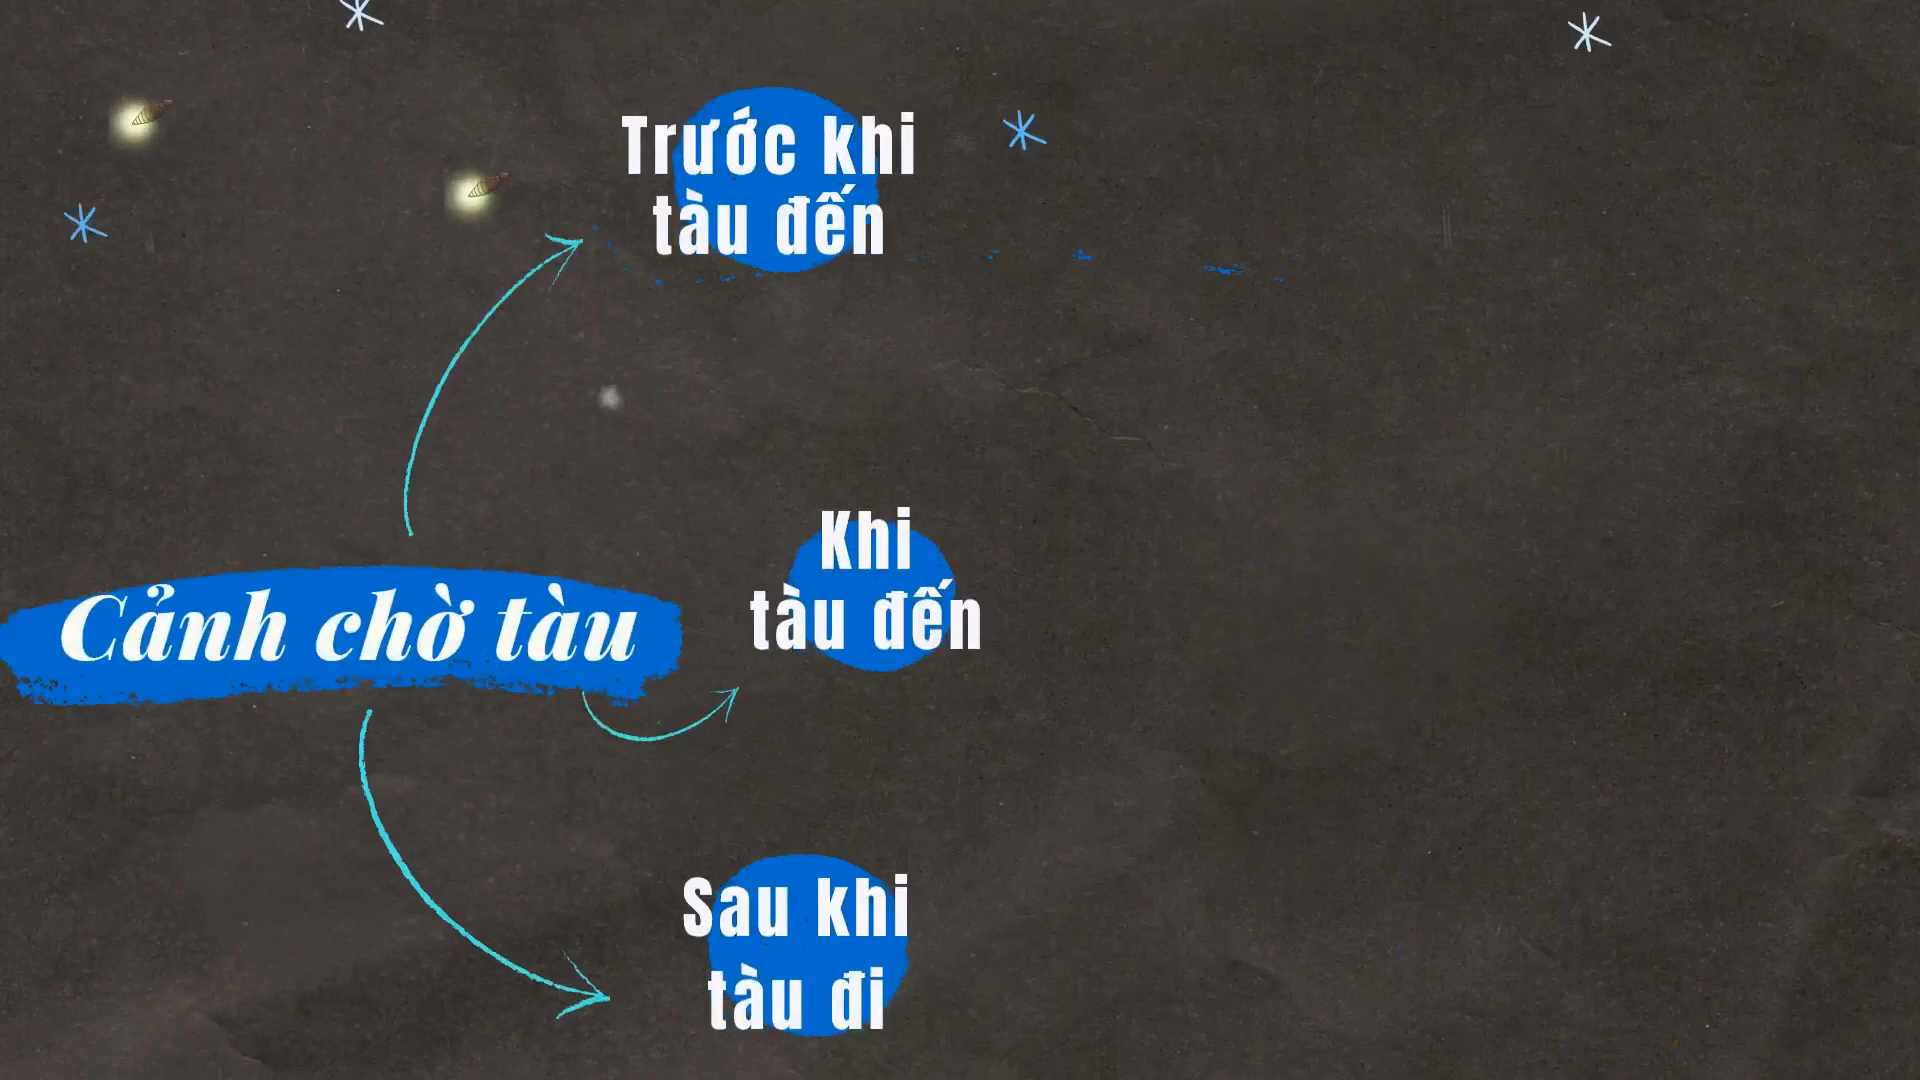 Trước khi
tàu đến
Khi
tàu đến
Cảnh chờ tàu
Sau khi
tàu đi